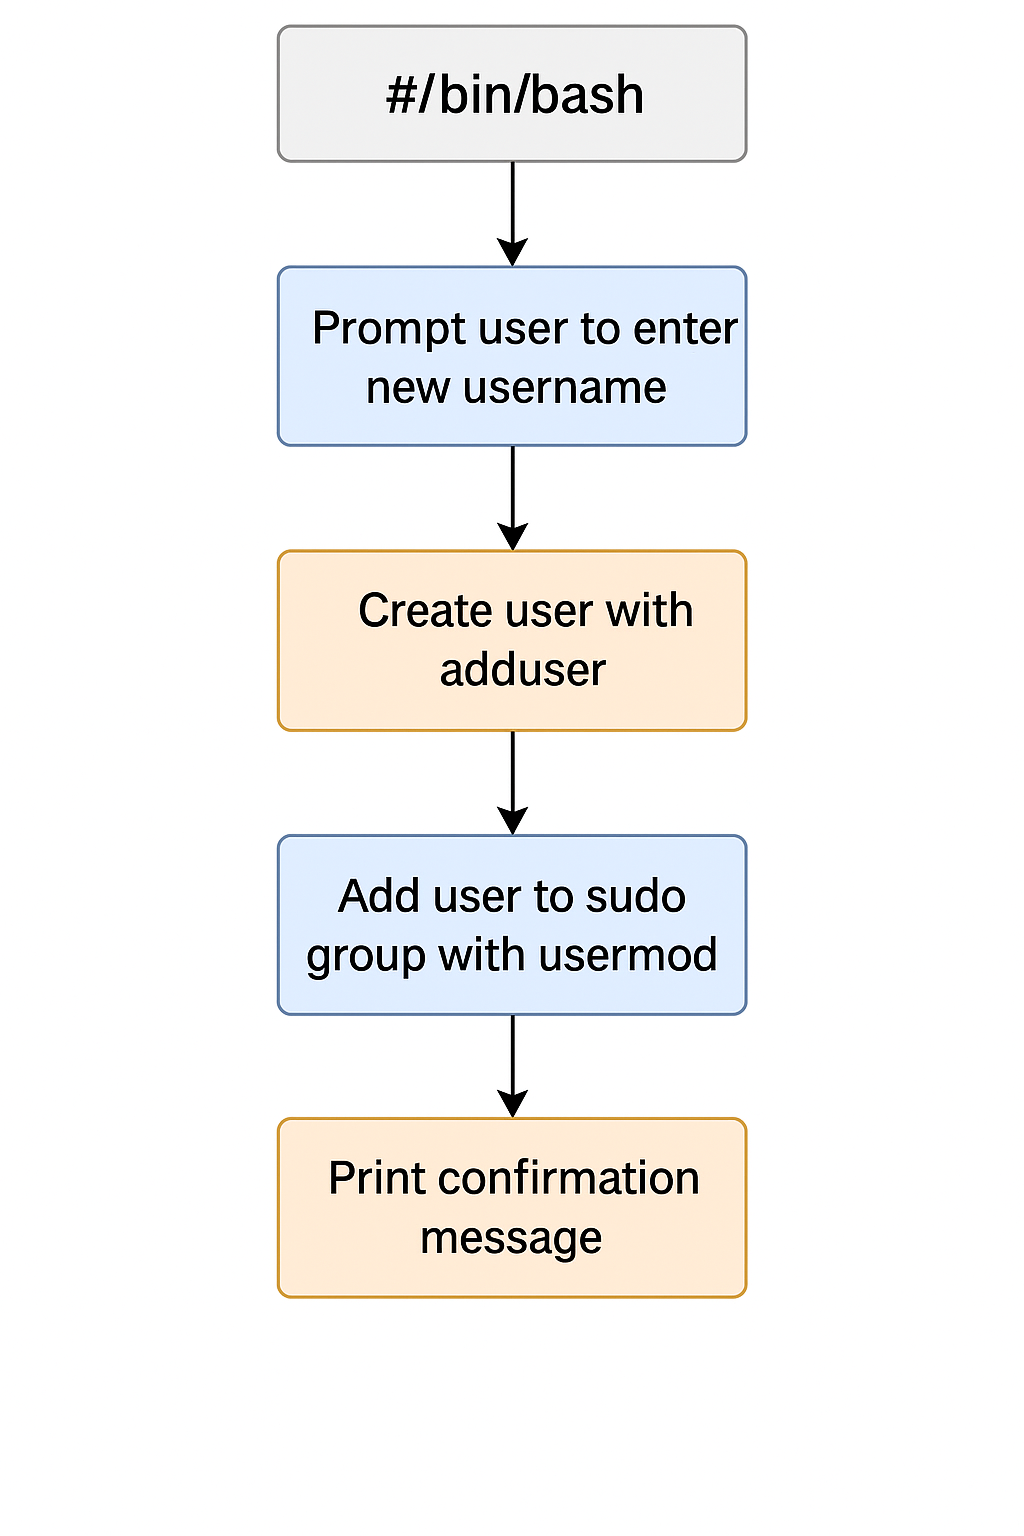 #/bin/bash
Prompt user to enter
new username
Create user with
adduser
Add user to sudo
group with usermod
Print confirmation
message